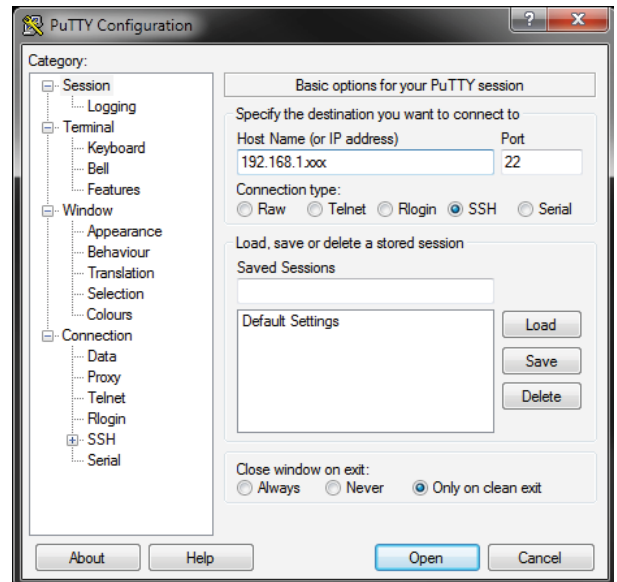 PuTTY Configuration
?
X
Category:
Session
Logging
Terminal
Keyboard
Bell
Features
Window
Appearance
Behaviour
Translation
Selection
Colours
Connection
Data
Proxy
Telnet
Rlogin
SSH
Serial
Basic options for your PuTTY session
Specify the destination you want to connect to
Host Name (or IP address) Port
192.168.1.xxx 22
Connection type:
Raw Telnet Rlogin SSH Serial
Load, save or delete a stored session
Saved Sessions
Default Settings
Load
Save
Delete
Close window on exit:
Always Never Only on clean exit
About Help Open Cancel